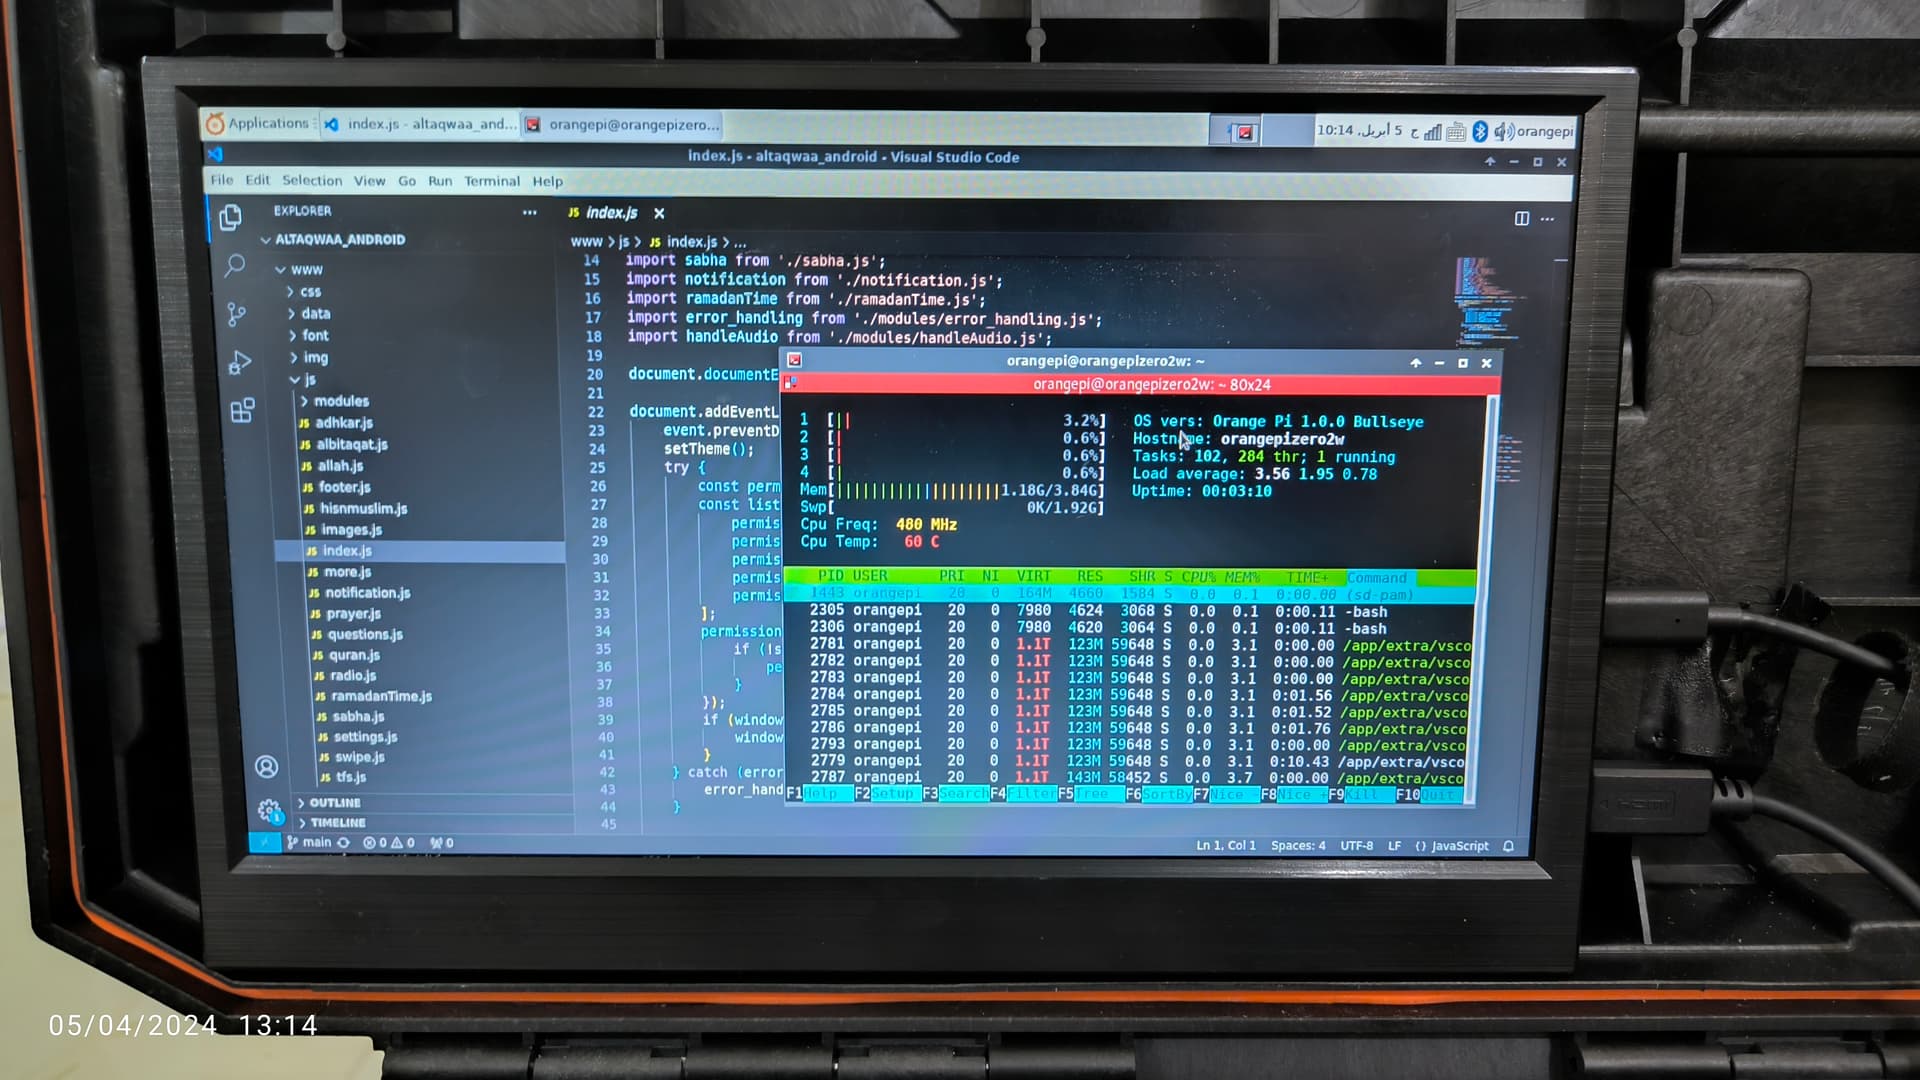 Applications
index.js - altaqwaa_and...
orangepi@orangepizero...
ج 5 أبريل, 10:14
orangepi
index.js - altaqwaa_android - Visual Studio Code
File Edit Selection View Go Run Terminal Help
EXPLORER
ALTAQWAA_ANDROID
www
css
data
font
img
js
modules
JS adhkar.js
JS albitaqat.js
JS allah.js
JS footer.js
JS hisnmuslim.js
JS images.js
JS index.js
JS more.js
JS notification.js
JS prayer.js
JS questions.js
JS quran.js
JS radio.js
JS ramadanTime.js
JS sabha.js
JS settings.js
JS swipe.js
JS tfs.js
OUTLINE
TIMELINE
JS index.js
www > js > JS index.js > ...
14 import sabha from './sabha.js';
15 import notification from './notification.js';
16 import ramadanTime from './ramadanTime.js';
17 import error_handling from './modules/error_handling.js';
18 import handleAudio from './modules/handleAudio.js';
19
20 document.documentE
21
22 document.addEventL
23 event.preventD
24 setTheme();
25 try {
26 const perm
27 const list
28 permis
29 permis
30 permis
31 permis
32 permis
33 ];
34 permission
35 if (!s
36 pe
37 }
38 });
39 if (window
40 window
41 }
42 } catch (error
43 error_hand
44 }
45
orangepi@orangepizero2w: ~
orangepi@orangepizero2w: ~ 80x24
1 [|| 3.2%]
2 [| 0.6%]
3 [| 0.6%]
4 [| 0.6%]
Mem[||||||||||||||||||||1.18G/3.84G]
Swp[ 0K/1.92G]
Cpu Freq: 480 MHz
Cpu Temp: 60 C
OS vers: Orange Pi 1.0.0 Bullseye
Hostname: orangepizero2w
Tasks: 102, 284 thr; 1 running
Load average: 3.56 1.95 0.78
Uptime: 00:03:10
PID USER PRI NI VIRT RES SHR S CPU% MEM% TIME+ Command
1443 orangepi 20 0 164M 4660 1584 S 0.0 0.1 0:00.00 (sd-pam)
2305 orangepi 20 0 7980 4624 3068 S 0.0 0.1 0:00.11 -bash
2306 orangepi 20 0 7980 4620 3064 S 0.0 0.1 0:00.11 -bash
2781 orangepi 20 0 1.1T 123M 59648 S 0.0 3.1 0:00.00 /app/extra/vsco
2782 orangepi 20 0 1.1T 123M 59648 S 0.0 3.1 0:00.00 /app/extra/vsco
2783 orangepi 20 0 1.1T 123M 59648 S 0.0 3.1 0:00.00 /app/extra/vsco
2784 orangepi 20 0 1.1T 123M 59648 S 0.0 3.1 0:01.56 /app/extra/vsco
2785 orangepi 20 0 1.1T 123M 59648 S 0.0 3.1 0:01.52 /app/extra/vsco
2786 orangepi 20 0 1.1T 123M 59648 S 0.0 3.1 0:01.76 /app/extra/vsco
2793 orangepi 20 0 1.1T 123M 59648 S 0.0 3.1 0:00.00 /app/extra/vsco
2779 orangepi 20 0 1.1T 123M 59648 S 0.0 3.1 0:10.43 /app/extra/vsco
2787 orangepi 20 0 1.1T 143M 58452 S 0.0 3.7 0:00.00 /app/extra/vsco
F1Help F2Setup F3SearchF4FilterF5Tree F6SortByF7Nice -F8Nice +F9Kill F10Quit
main 0 0 0
Ln 1, Col 1 Spaces: 4 UTF-8 LF {} JavaScript
HDMI
05/04/2024 13:14